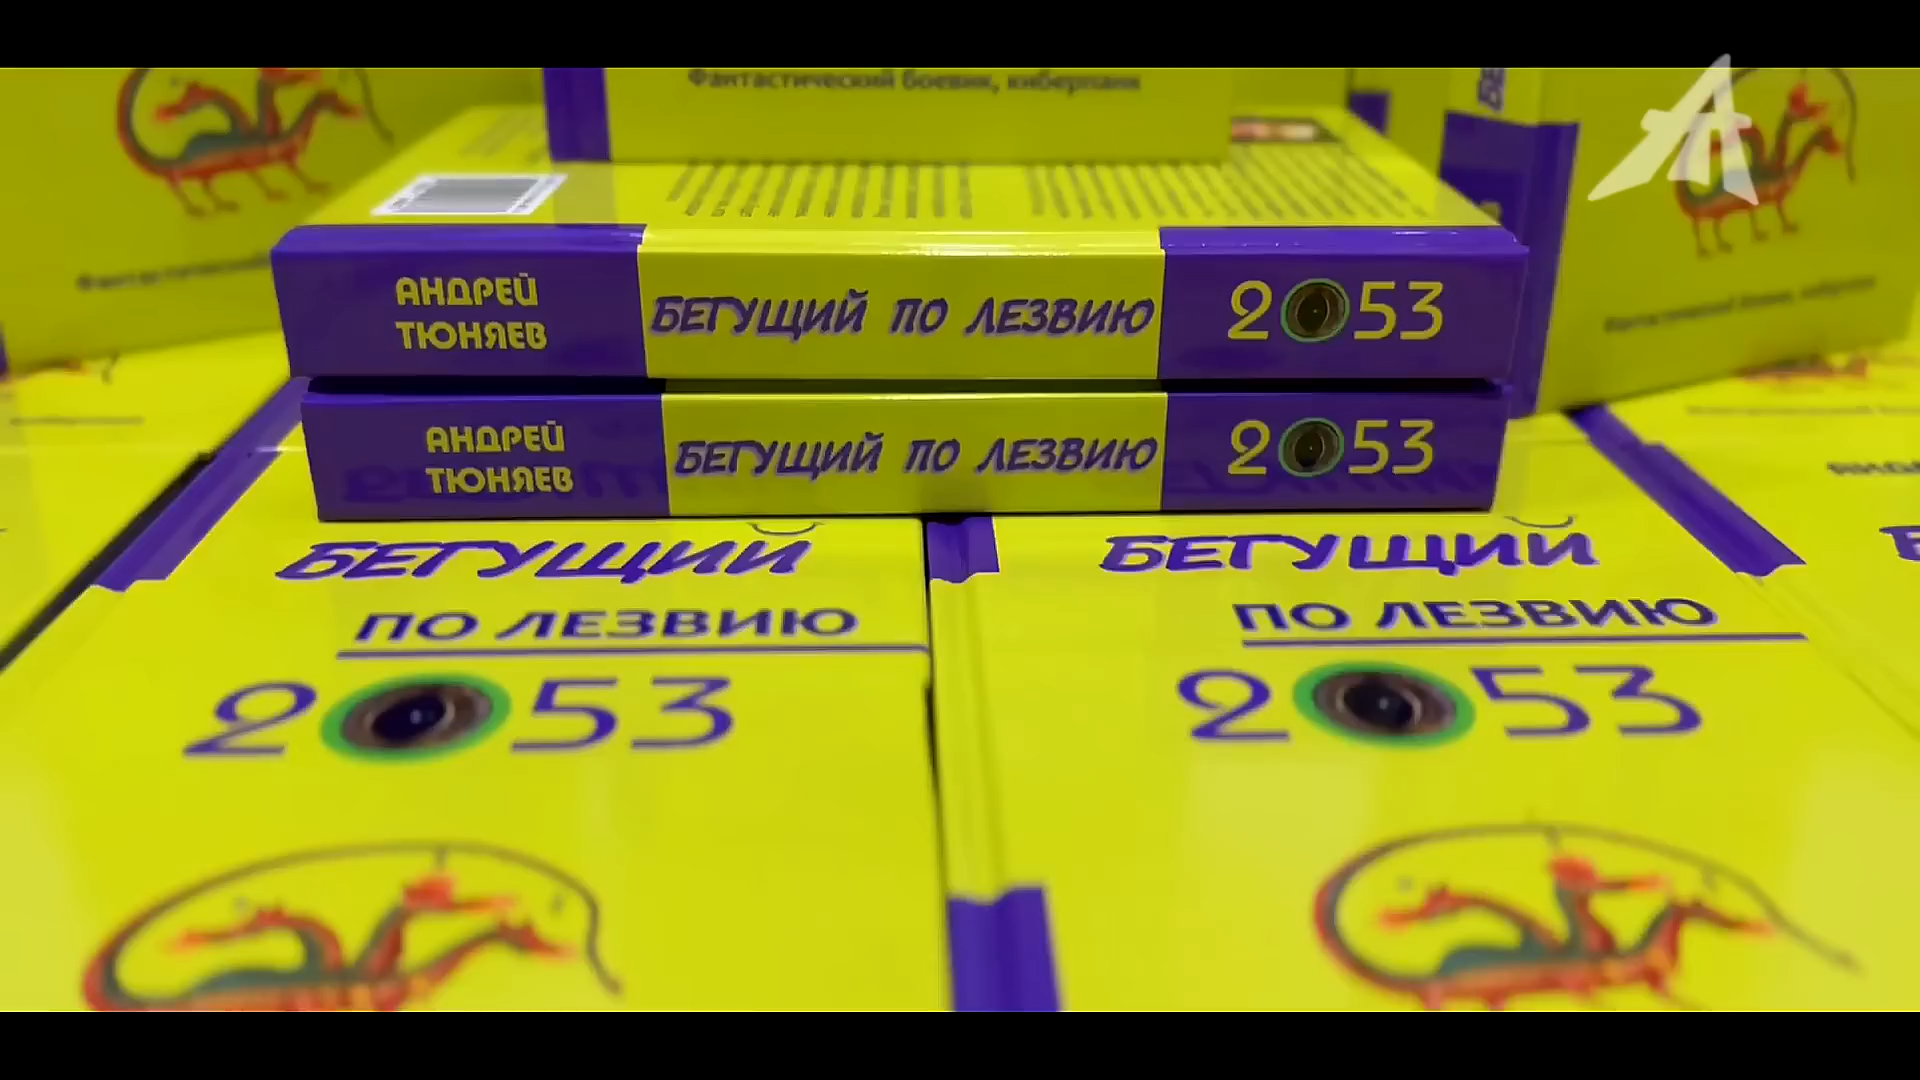 Фантастический боевик, киберпанк
АНДРЕЙ
ТЮНЯЕВ
БЕГУЩИЙ ПО ЛЕЗВИЮ
2053
АНДРЕЙ
ТЮНЯЕВ
БЕГУЩИЙ ПО ЛЕЗВИЮ
2053
Фантастический
БЕГУЩИЙ
ПО ЛЕЗВИЮ
2053
БЕГУЩИЙ
ПО ЛЕЗВИЮ
2053